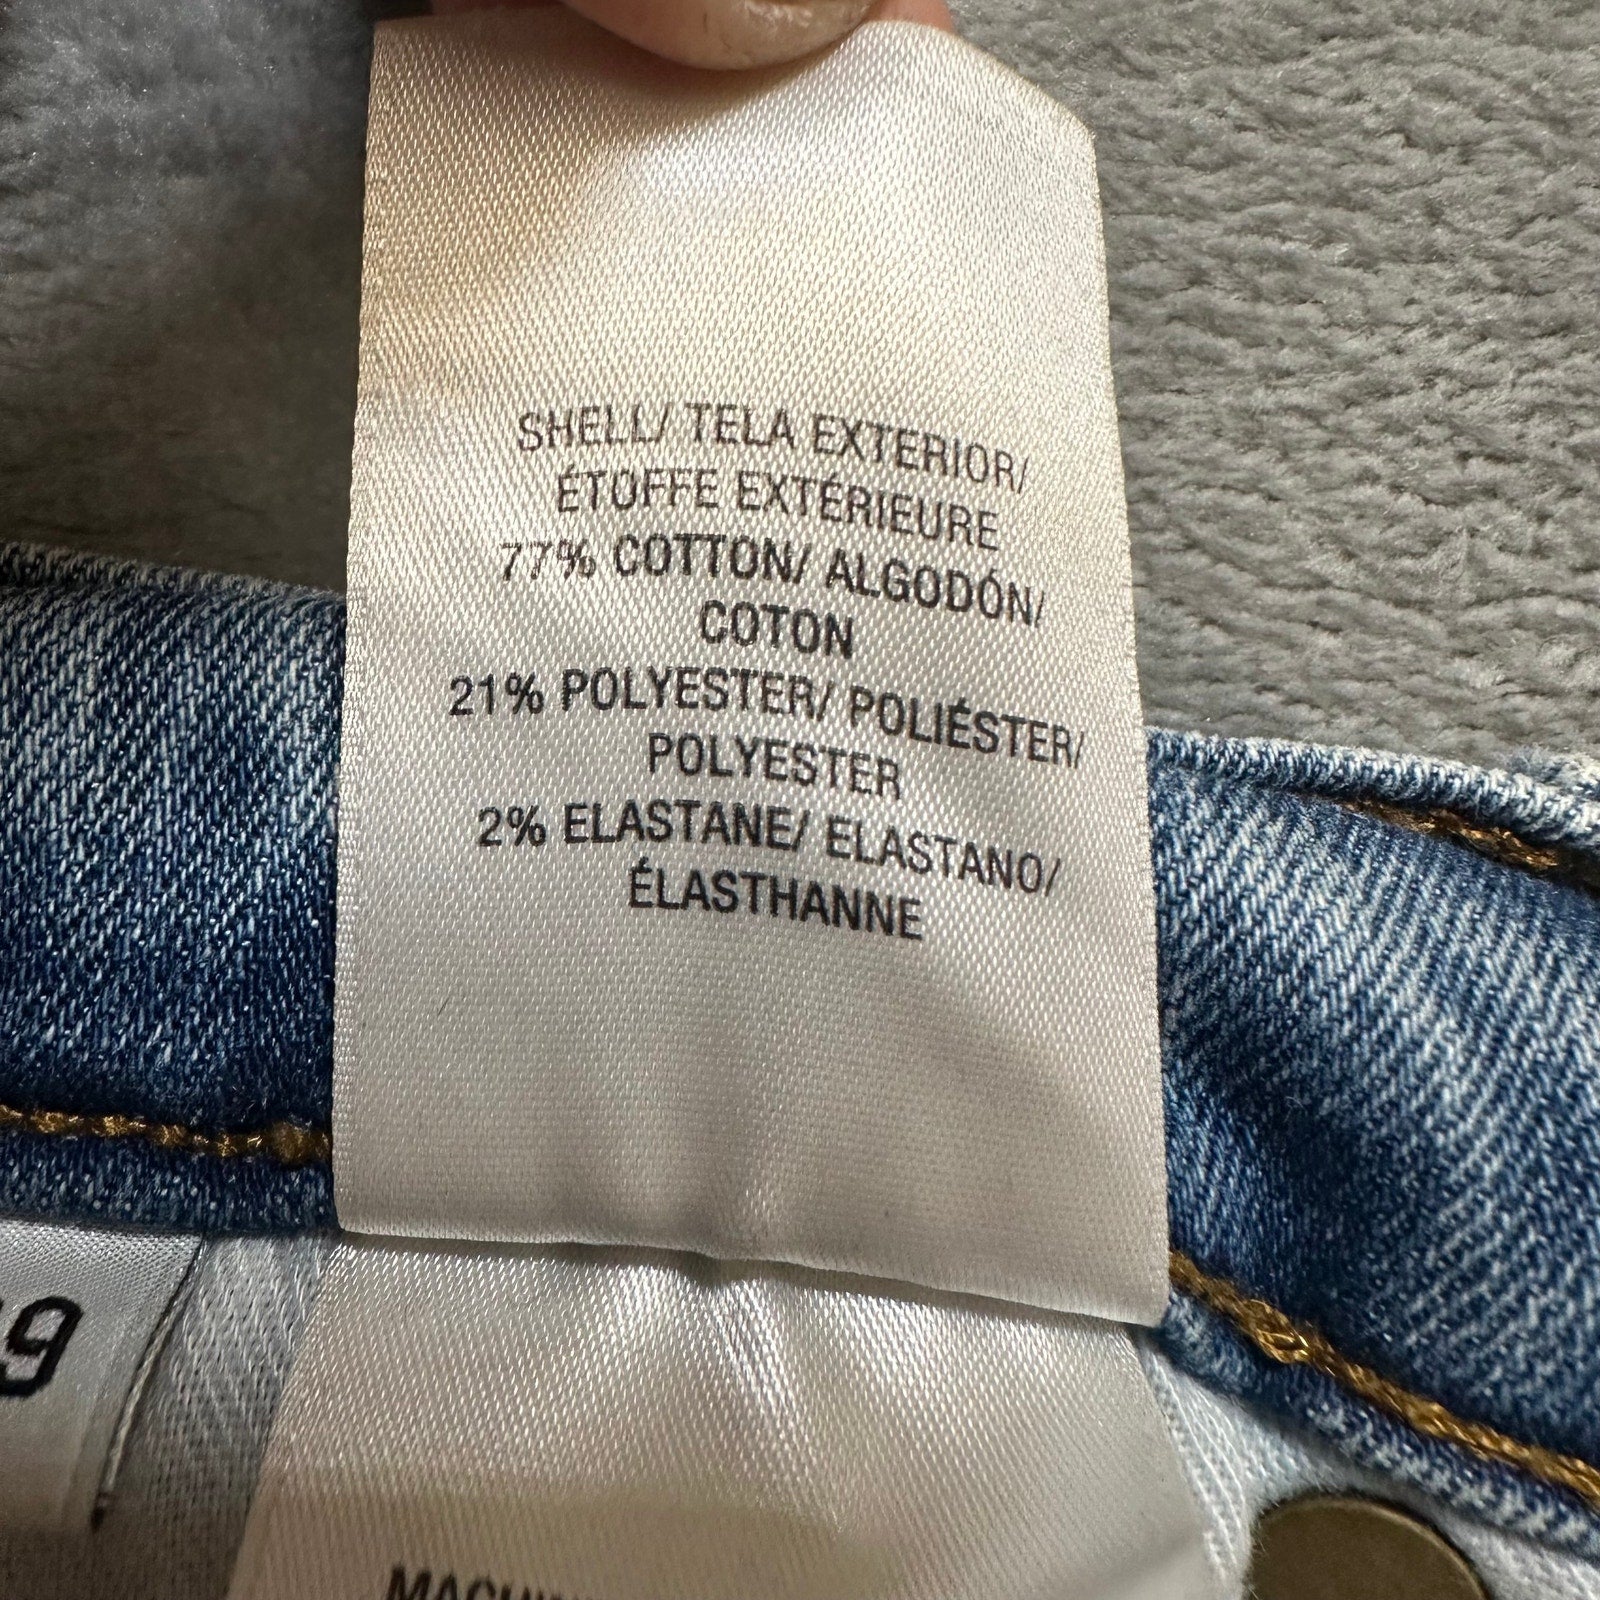 SHELL/ TELA EXTERIOR/
ÉTOFFE EXTÉRIEURE
77% COTTON/ ALGODÓN/
COTON
21% POLYESTER/ POLIÉSTER/
POLYESTER
2% ELASTANE/ ELASTANO/
ÉLASTHANNE